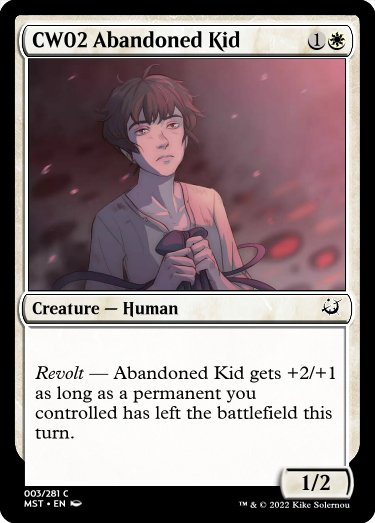 CW02 Abandoned Kid 1
Creature — Human
Revolt — Abandoned Kid gets +2/+1
as long as a permanent you
controlled has left the battlefield this
turn.
1/2
003/281 C
MST • EN
™ & © 2022 Kike Solernou